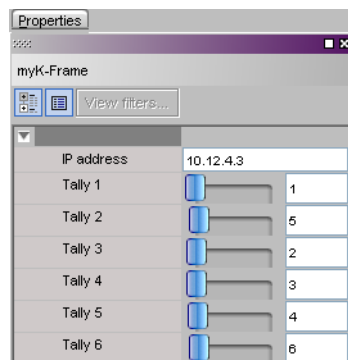 Properties
myK-Frame
View filters...
IP address 10.12.4.3
Tally 1 1
Tally 2 5
Tally 3 2
Tally 4 3
Tally 5 4
Tally 6 6